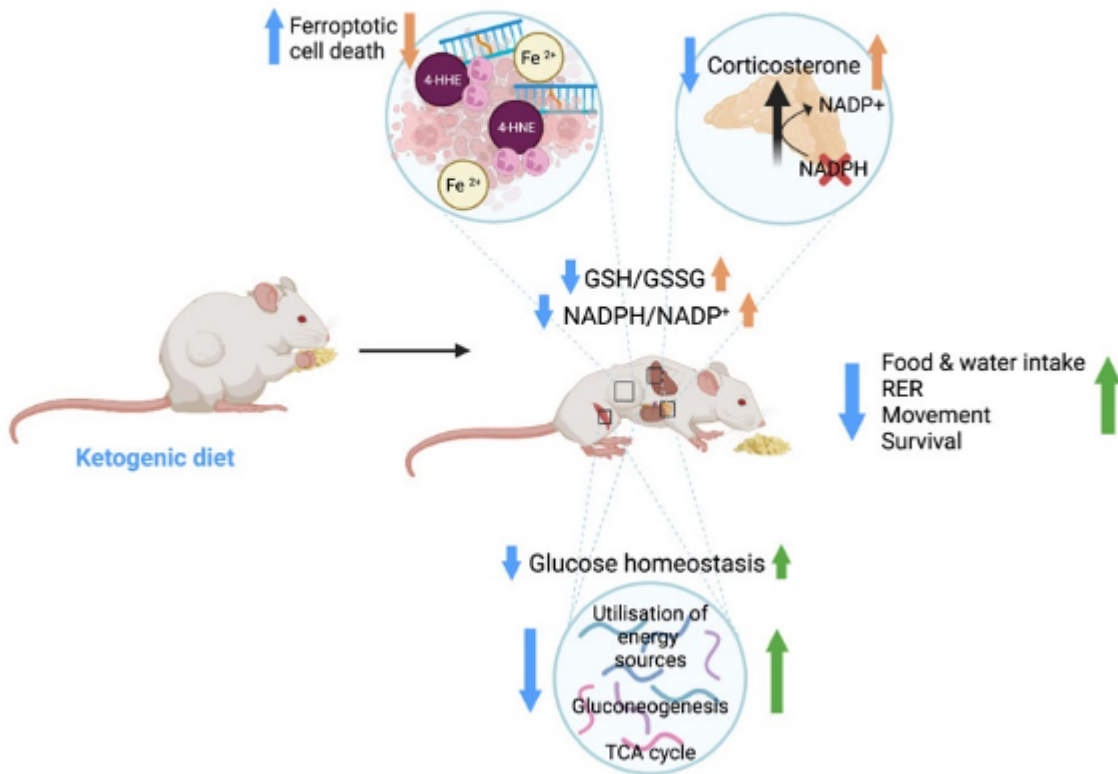 Ferroptotic
cell death
4-HHE
Fe 2+
4-HNE
Fe 2+
Corticosterone
NADP+
NADPH
GSH/GSSG
NADPH/NADP+
Ketogenic diet
Food & water intake
RER
Movement
Survival
Glucose homeostasis
Utilisation of
energy
sources
Gluconeogenesis
TCA cycle